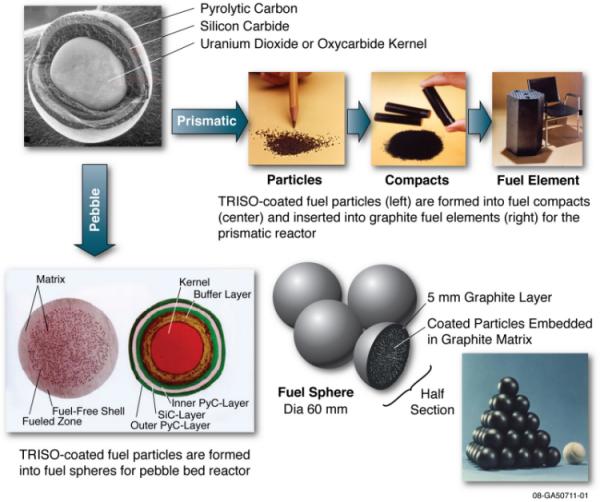 Pyrolytic Carbon
Silicon Carbide
Uranium Dioxide or Oxycarbide Kernel
Prismatic
Particles
Compacts
Fuel Element
TRISO-coated fuel particles (left) are formed into fuel compacts
(center) and inserted into graphite fuel elements (right) for the
prismatic reactor
Pebble
Matrix
Kernel
Buffer Layer
Fuel-Free Shell
Fueled Zone
Inner PyC-Layer
SiC-Layer
Outer PyC-Layer
TRISO-coated fuel particles are formed
into fuel spheres for pebble bed reactor
5 mm Graphite Layer
Coated Particles Embedded
in Graphite Matrix
Fuel Sphere
Dia 60 mm
Half
Section
08-GA50711-01